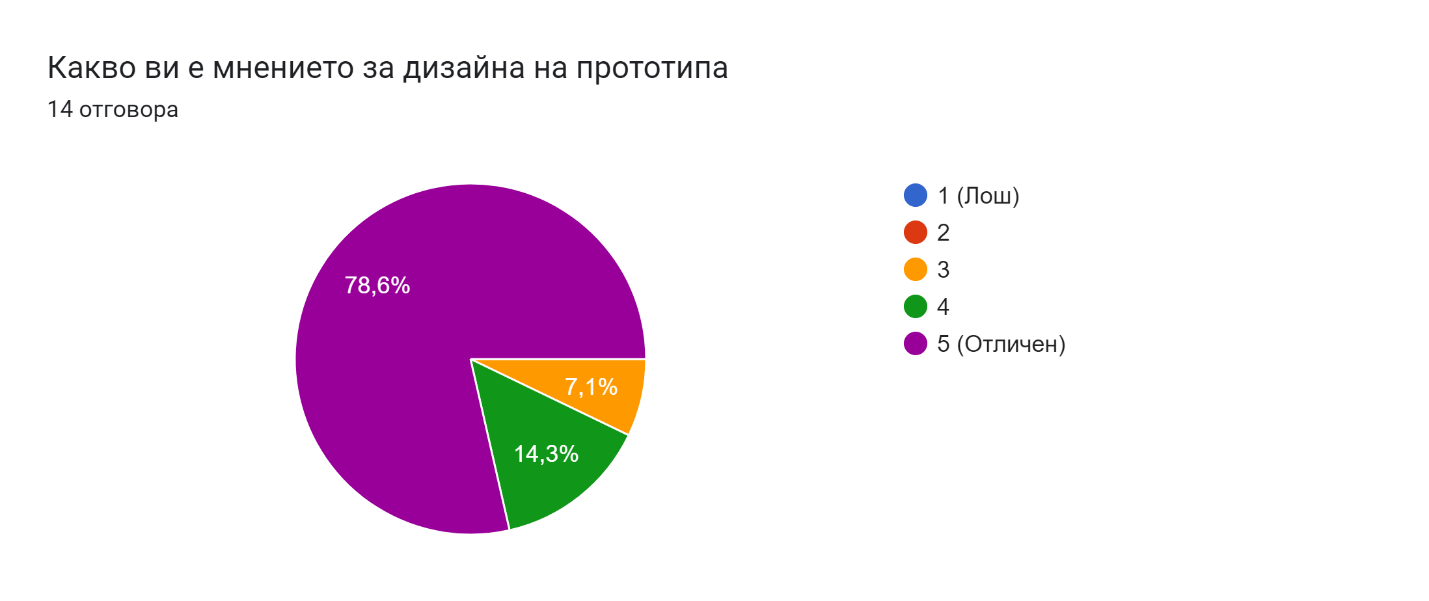 Какво ви е мнението за дизайна на прототипа
14 отговора
78,6%
7,1%
14,3%
1 (Лош)
2
3
4
5 (Отличен)